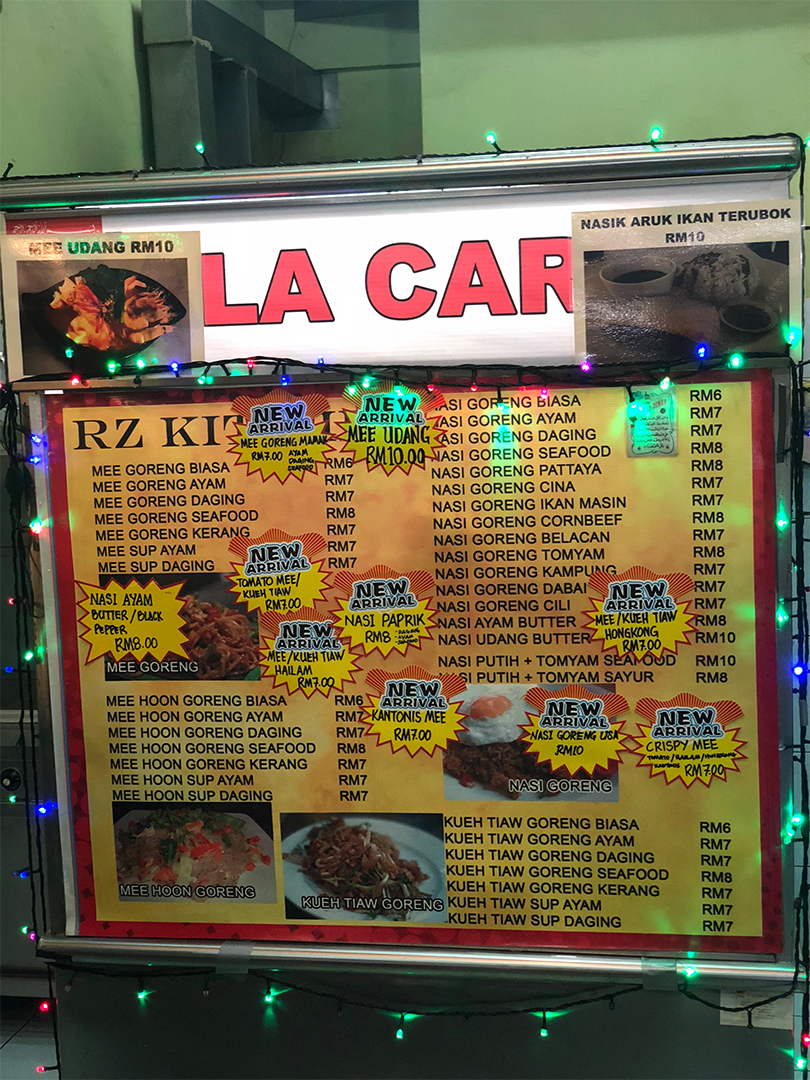 MEE UDANG RM10
LA CAR
NASIK ARUK IKAN TERUBOK
RM10
RZ KIT
NEW ARRIVAL
MEE GORENG MAMAK
RM7.00 AYAM
DAGING
SEAFOOD
NEW ARRIVAL
MEE UDANG
RM10.00
MEE GORENG BIASA RM6
MEE GORENG AYAM RM7
MEE GORENG DAGING RM7
MEE GORENG SEAFOOD RM8
MEE GORENG KERANG RM7
MEE SUP AYAM RM7
MEE SUP DAGING RM7
NEW ARRIVAL
TOMATO MEE/
KUEH TIAW
RM7.00
NASI AYAM
BUTTER/BLACK
PEPPER
RM8.00
MEE GORENG
NEW ARRIVAL
MEE/KUEH TIAW
HAILAM
RM7.00
NEW ARRIVAL
NASI PAPRIK
RM8 -DAGING
-AYAM
NEW ARRIVAL
KANTONIS MEE
RM7.00
MEE HOON GORENG BIASA RM6
MEE HOON GORENG AYAM RM7
MEE HOON GORENG DAGING RM7
MEE HOON GORENG SEAFOOD RM8
MEE HOON GORENG KERANG RM7
MEE HOON SUP AYAM RM7
MEE HOON SUP DAGING RM7
MEE HOON GORENG
KUEH TIAW GORENG
NASI GORENG BIASA RM6
NASI GORENG AYAM RM7
NASI GORENG DAGING RM7
NASI GORENG SEAFOOD RM8
NASI GORENG PATTAYA RM8
NASI GORENG CINA RM7
NASI GORENG IKAN MASIN RM7
NASI GORENG CORNBEEF RM8
NASI GORENG BELACAN RM7
NASI GORENG TOMYAM RM8
NASI GORENG KAMPUNG RM7
NASI GORENG DABAI RM7
NASI GORENG CILI RM7
NASI AYAM BUTTER RM8
NASI UDANG BUTTER RM10
NASI PUTIH + TOMYAM SEAFOOD RM10
NASI PUTIH + TOMYAM SAYUR RM8
NEW ARRIVAL
MEE/KUEH TIAW
HONGKONG
RM7.00
NEW ARRIVAL
NASI GORENG USA
RM10
NEW ARRIVAL
CRISPY MEE
TOMATO/HAILAM/HONGKONG
KANTONIS RM7.00
NASI GORENG
KUEH TIAW GORENG BIASA RM6
KUEH TIAW GORENG AYAM RM7
KUEH TIAW GORENG DAGING RM7
KUEH TIAW GORENG SEAFOOD RM8
KUEH TIAW GORENG KERANG RM7
KUEH TIAW SUP AYAM RM7
KUEH TIAW SUP DAGING RM7